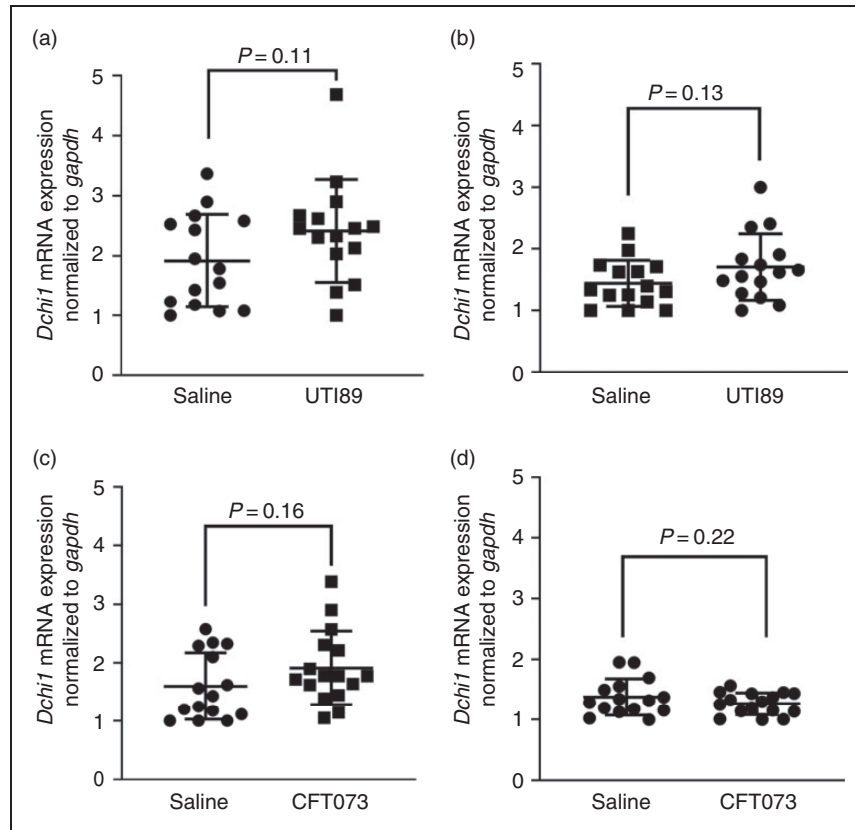 (a)
P = 0.11
Dchi1 mRNA expression
normalized to gapdh
5
4
3
2
1
0
Saline
UTI89
(b)
P = 0.13
Dchi1 mRNA expression
normalized to gapdh
5
4
3
2
1
0
Saline
UTI89
(c)
P = 0.16
Dchi1 mRNA expression
normalized to gapdh
5
4
3
2
1
0
Saline
CFT073
(d)
P = 0.22
Dchi1 mRNA expression
normalized to gapdh
5
4
3
2
1
0
Saline
CFT073